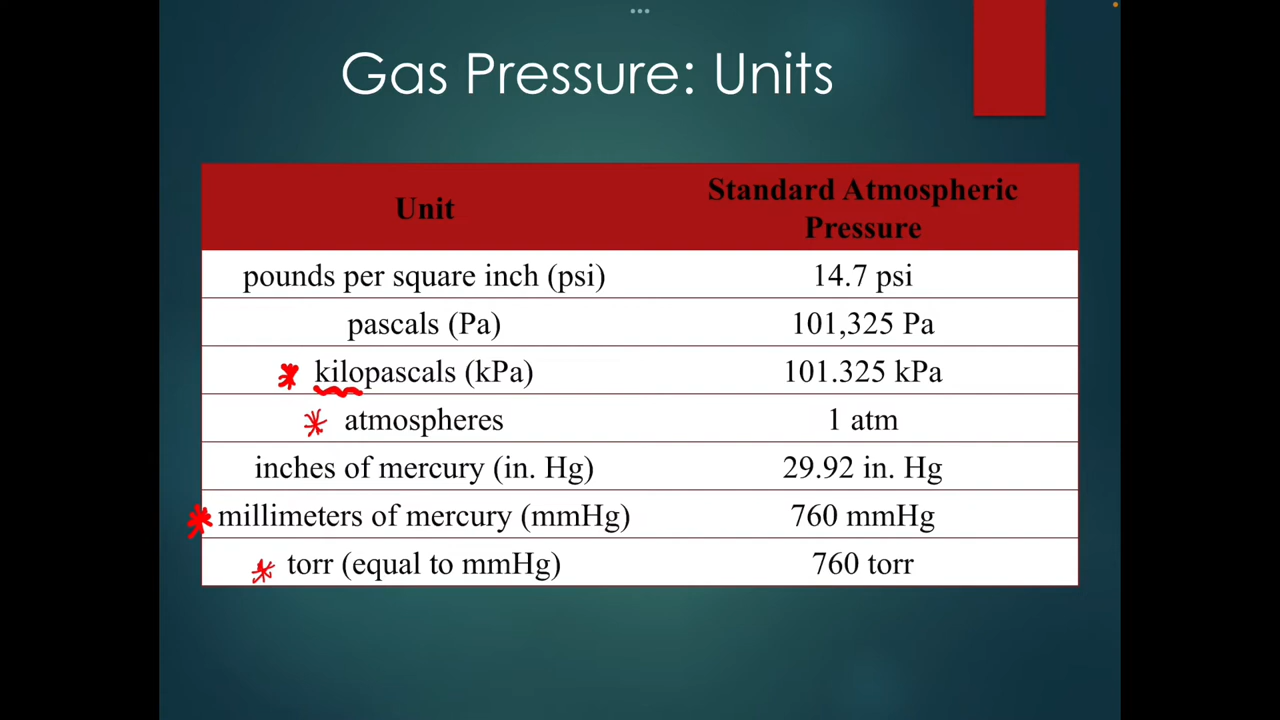 Gas Pressure: Units
Unit
Standard Atmospheric
Pressure
pounds per square inch (psi) 14.7 psi
pascals (Pa) 101,325 Pa
* kilopascals (kPa) 101.325 kPa
* atmospheres 1 atm
inches of mercury (in. Hg) 29.92 in. Hg
* millimeters of mercury (mmHg) 760 mmHg
* torr (equal to mmHg) 760 torr